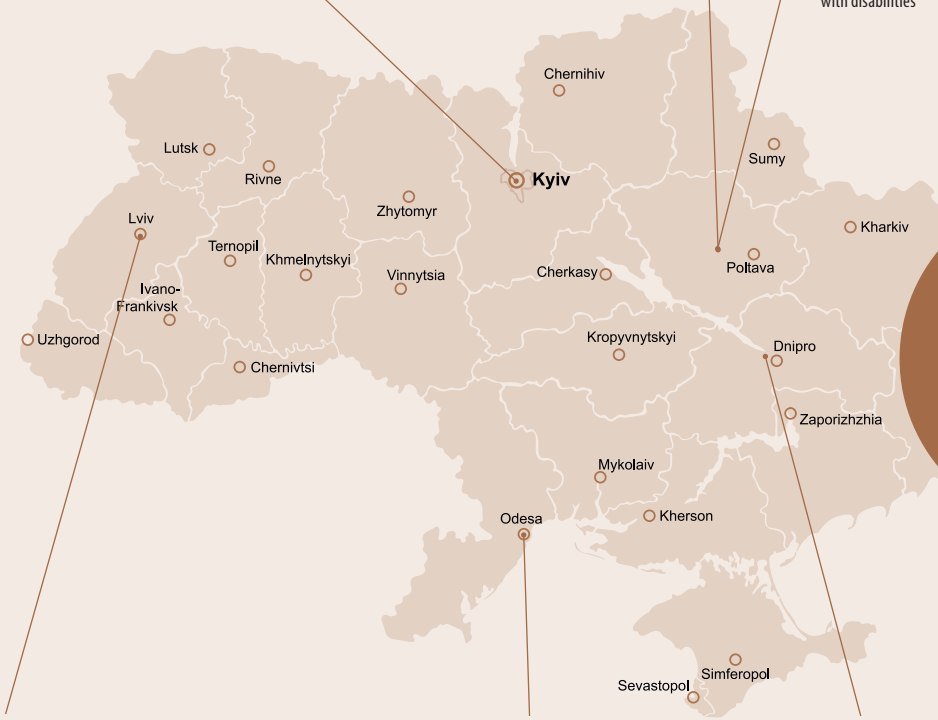 with disabilities
Chernihiv
Lutsk
Sumy
Rivne
Kyiv
Zhytomyr
Lviv
Kharkiv
Ternopil
Khmelnytskyi
Poltava
Cherkasy
Vinnytsia
Ivano-
Frankivsk
Kropyvnytskyi
Uzhgorod
Dnipro
Chernivtsi
Zaporizhzhia
Mykolaiv
Odesa
Kherson
Simferopol
Sevastopol